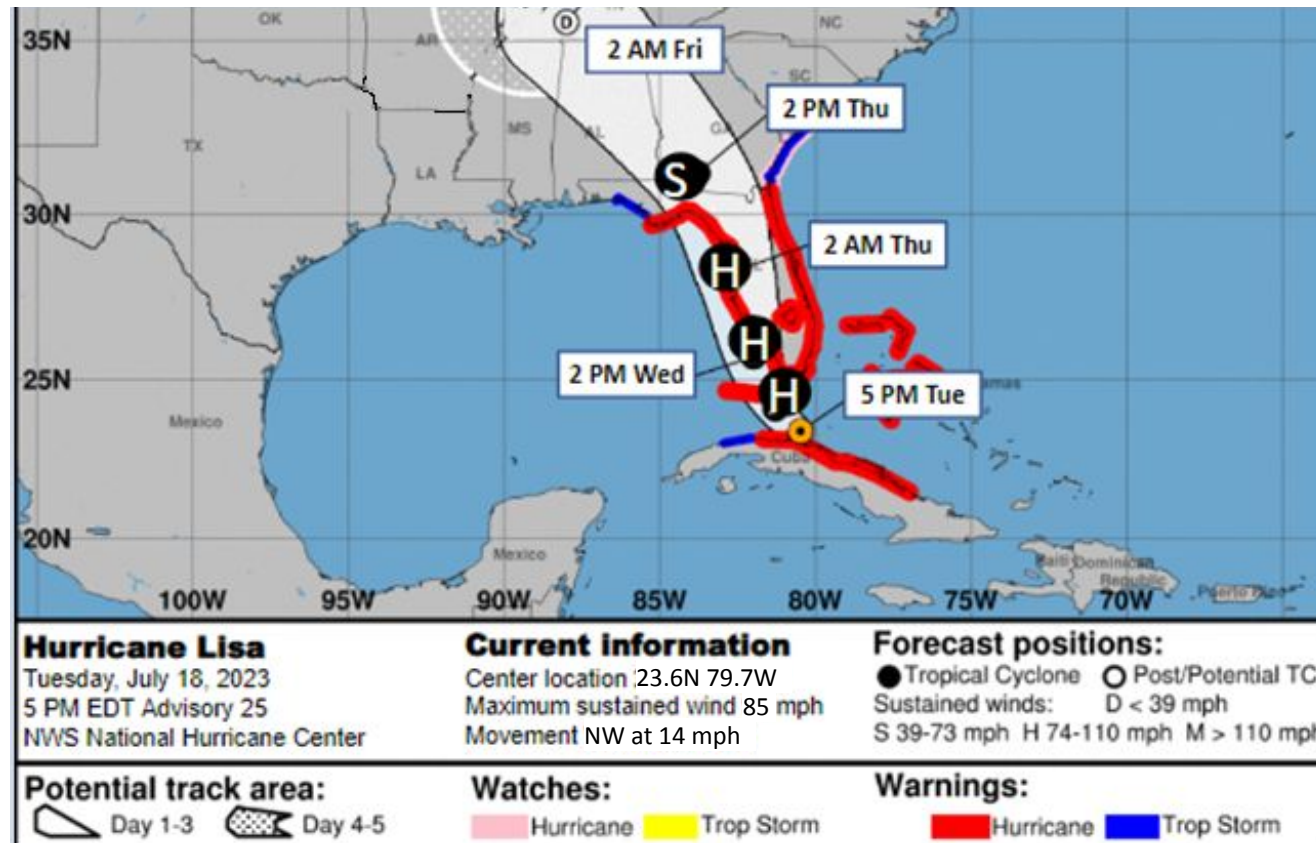 OK
NC
D
35N
AR
2 AM Fri
SC
2 PM Thu
MS
AL
GA
TX
LA
S
30N
2 AM Thu
H
H
2 PM Wed
25N
H
5 PM Tue
Mexico
Cuba
20N
Mexico
Dominican
Republic
Puerto Rico
100W 95W 90W 85W 80W 75W 70W
Hurricane Lisa
Tuesday, July 18, 2023
5 PM EDT Advisory 25
NWS National Hurricane Center
Current information
Center location 23.6N 79.7W
Maximum sustained wind 85 mph
Movement NW at 14 mph
Forecast positions:
Tropical Cyclone Post/Potential TC
Sustained winds: D < 39 mph
S 39-73 mph H 74-110 mph M > 110 mph
Potential track area:
Day 1-3 Day 4-5
Watches:
Hurricane Trop Storm
Warnings:
Hurricane Trop Storm